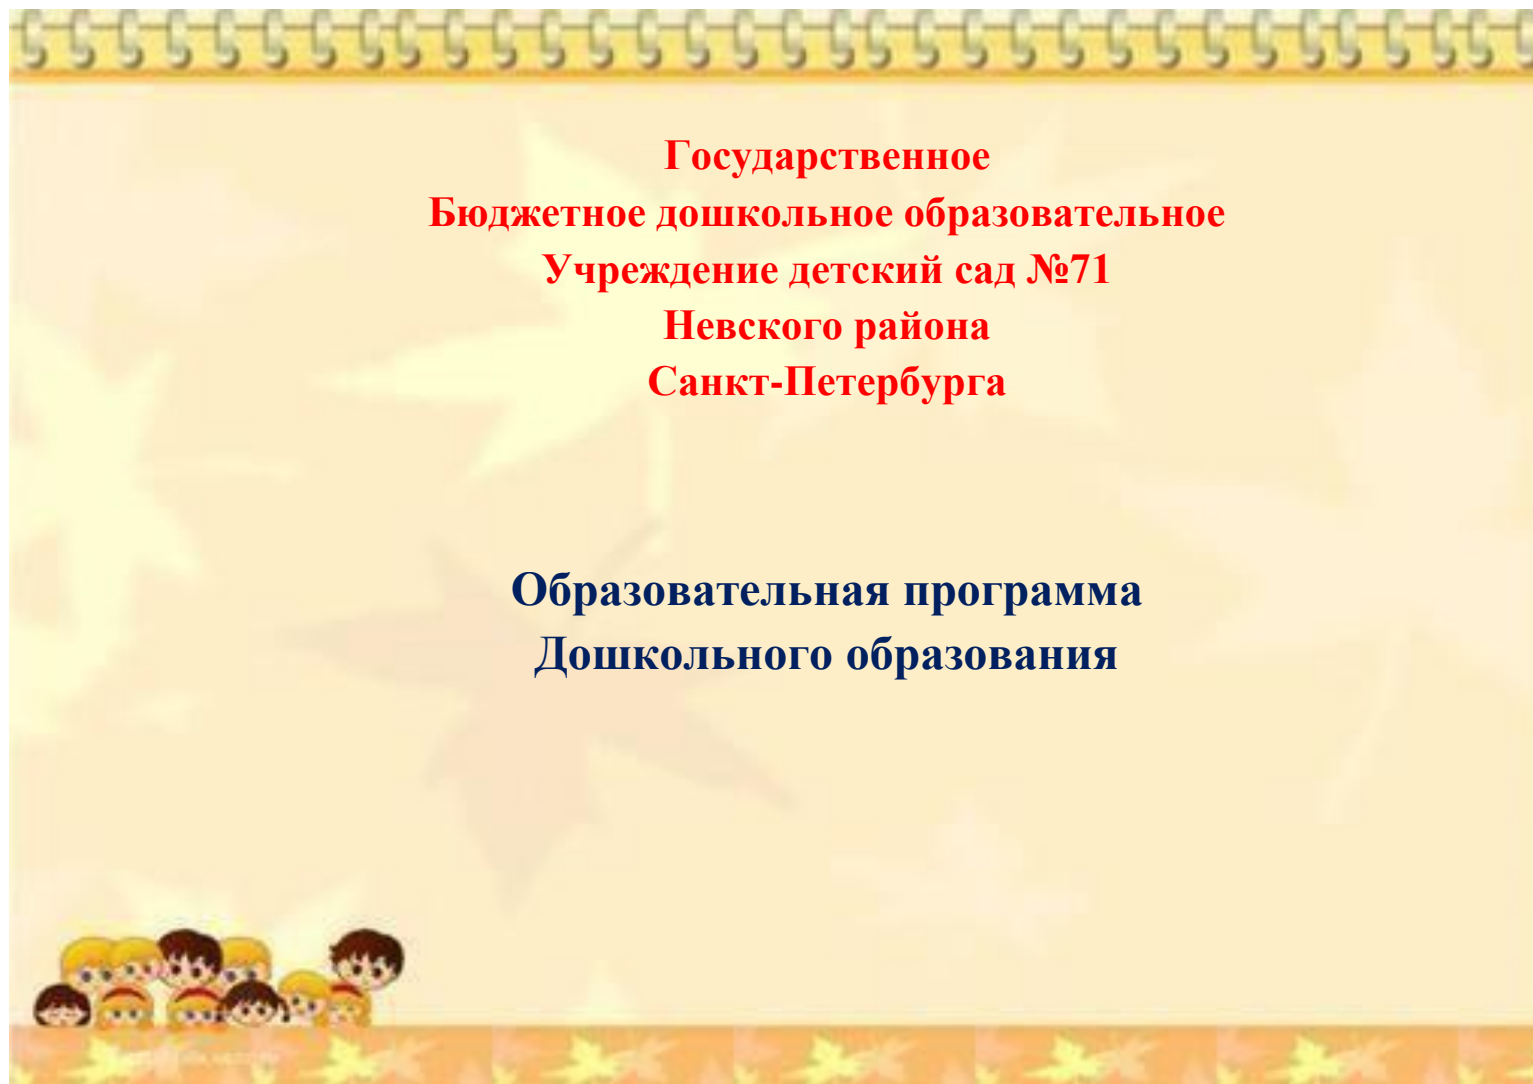 Государственное
Бюджетное дошкольное образовательное
Учреждение детский сад №71
Невского района
Санкт-Петербурга
Образовательная программа
Дошкольного образования